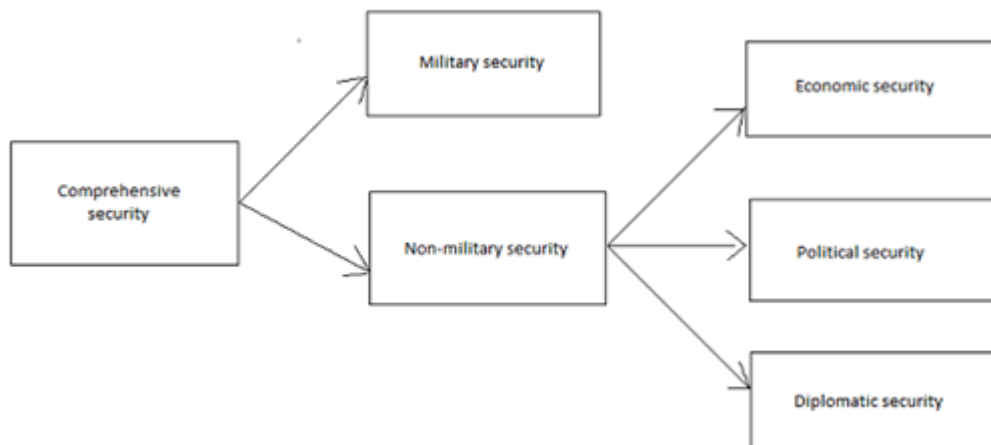 Military security
Economic security
Comprehensive
security
Non-military security
Political security
Diplomatic security